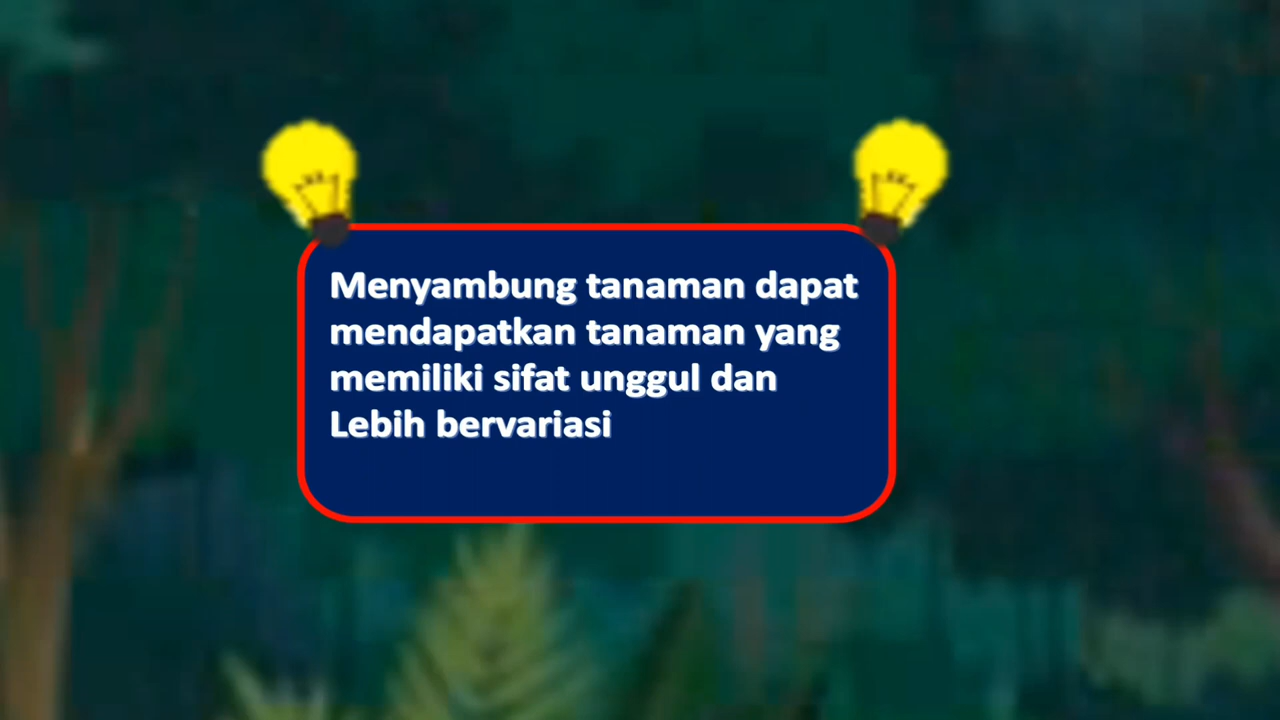 Menyambung tanaman dapat
mendapatkan tanaman yang
memiliki sifat unggul dan
Lebih bervariasi